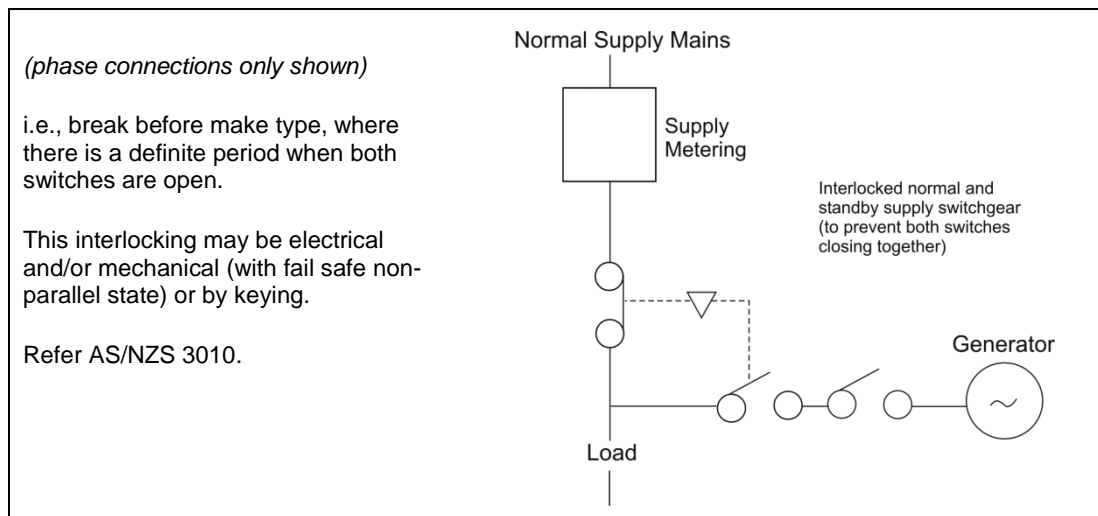 (phase connections only shown)
i.e., break before make type, where
there is a definite period when both
switches are open.
This interlocking may be electrical
and/or mechanical (with fail safe non-
parallel state) or by keying.
Refer AS/NZS 3010.
Normal Supply Mains
Supply
Metering
Interlocked normal and
standby supply switchgear
(to prevent both switches
closing together)
Generator
Load